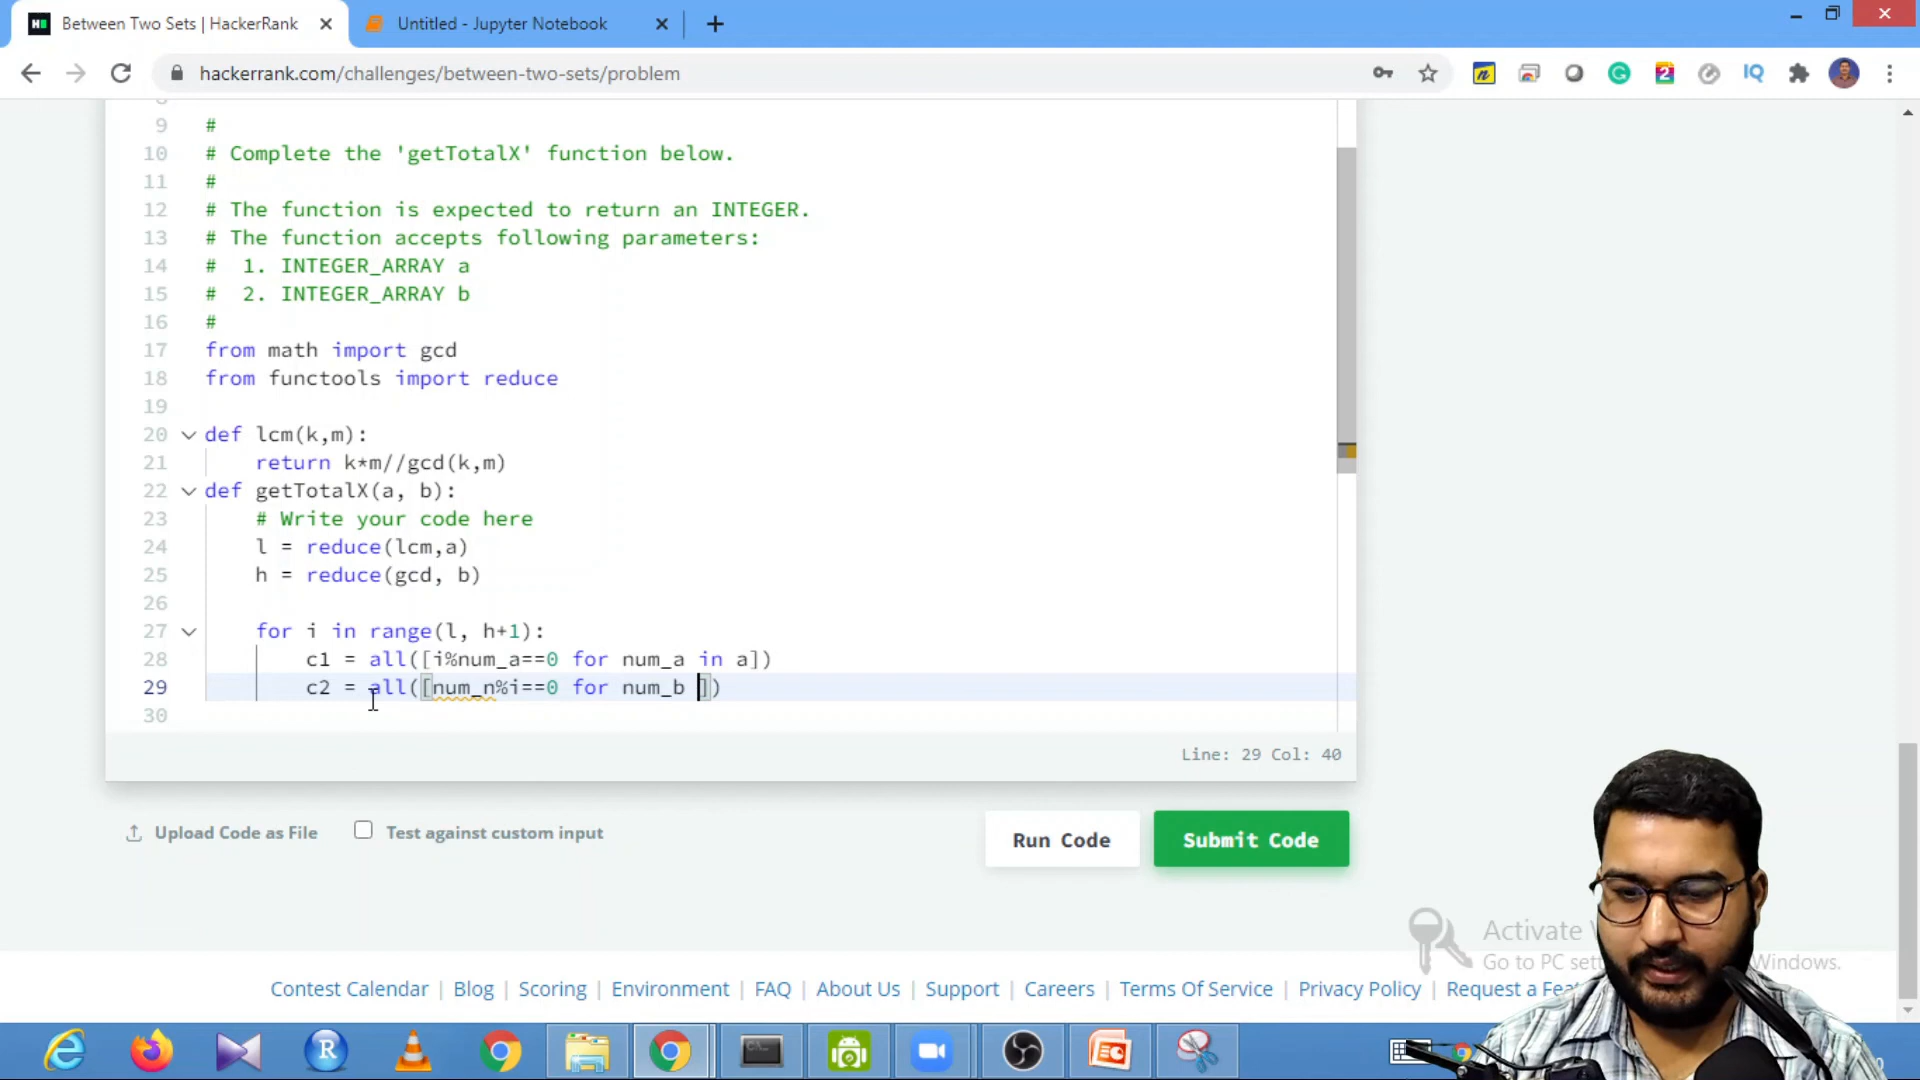 Between Two Sets | HackerRank
Untitled - Jupyter Notebook
hackerrank.com/challenges/between-two-sets/problem
9 #
10 # Complete the 'getTotalX' function below.
11 #
12 # The function is expected to return an INTEGER.
13 # The function accepts following parameters:
14 #  1. INTEGER_ARRAY a
15 #  2. INTEGER_ARRAY b
16 #
17 from math import gcd
18 from functools import reduce
19
20 def lcm(k,m):
21     return k*m//gcd(k,m)
22 def getTotalX(a, b):
23     # Write your code here
24     l = reduce(lcm,a)
25     h = reduce(gcd, b)
26
27     for i in range(l, h+1):
28         c1 = all([i%num_a==0 for num_a in a])
29         c2 = all([num_n%i==0 for num_b ])
30
Line: 29 Col: 40
Upload Code as File
Test against custom input
Run Code
Submit Code
Activate
Go to PC Windows.
Contest Calendar | Blog | Scoring | Environment | FAQ | About Us | Support | Careers | Terms Of Service | Privacy Policy | Request a